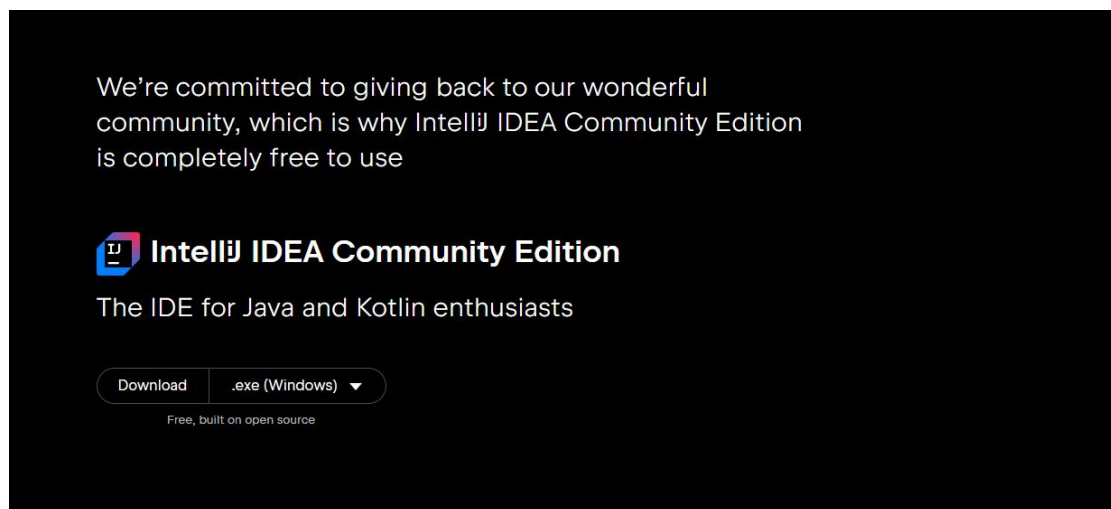 We’re committed to giving back to our wonderful
community, which is why IntelliJ IDEA Community Edition
is completely free to use
IJ
IntelliJ IDEA Community Edition
The IDE for Java and Kotlin enthusiasts
Download .exe (Windows)
Free, built on open source